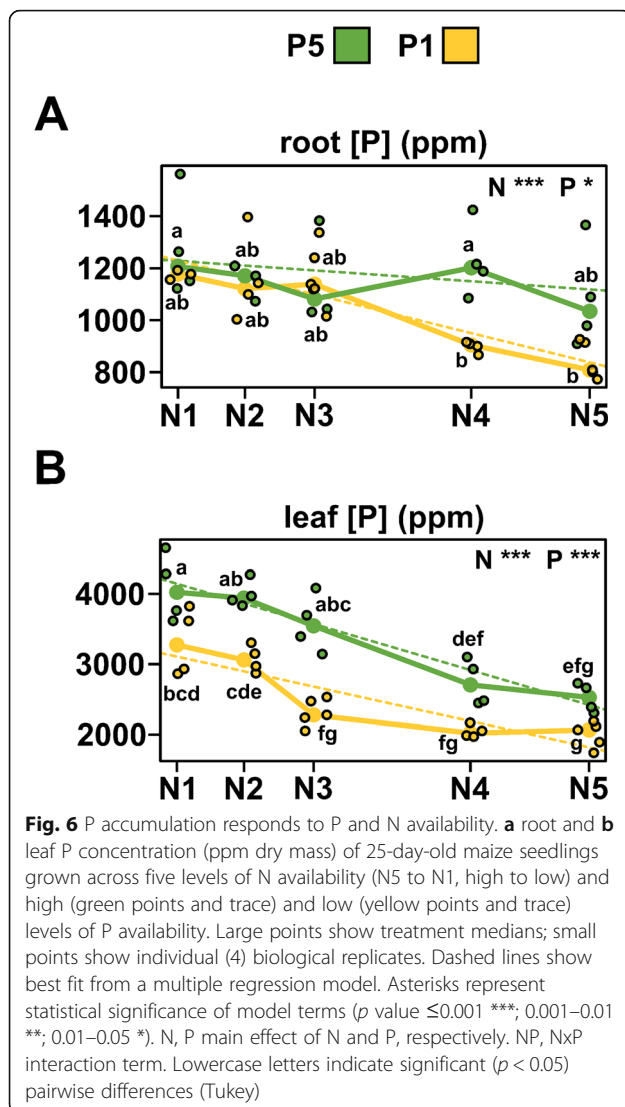 P5 P1
A
root [P] (ppm)
N *** P *
1400
1200
1000
800
a
ab
ab
ab
ab
ab
a
b
ab
b
N1 N2 N3 N4 N5
B
leaf [P] (ppm)
N *** P ***
4000
3000
2000
a
ab
abc
def
efg
bcd
cde
fg
fg
g
N1 N2 N3 N4 N5
Fig. 6 P accumulation responds to P and N availability. a root and b
leaf P concentration (ppm dry mass) of 25-day-old maize seedlings
grown across five levels of N availability (N5 to N1, high to low) and
high (green points and trace) and low (yellow points and trace)
levels of P availability. Large points show treatment medians; small
points show individual (4) biological replicates. Dashed lines show
best fit from a multiple regression model. Asterisks represent
statistical significance of model terms (p value ≤0.001 ***; 0.001–0.01
**; 0.01–0.05 *). N, P main effect of N and P, respectively. NP, NxP
interaction term. Lowercase letters indicate significant (p < 0.05)
pairwise differences (Tukey)